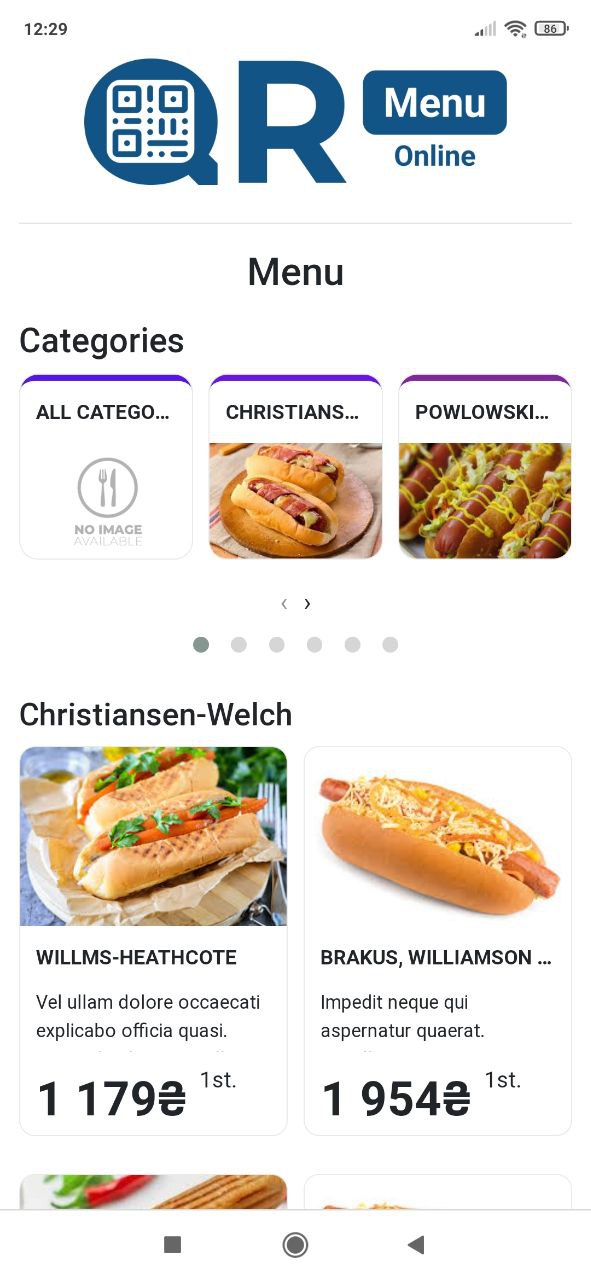 12:29
86
QR
Menu
Online
Menu
Categories
ALL CATEGO...
CHRISTIANS...
POWLOWSKI...
NO IMAGE
AVAILABLE
‹ ›
Christiansen-Welch
WILLMS-HEATHCOTE
BRAKUS, WILLIAMSON ...
Vel ullam dolore occaecati
explicabo officia quasi.
Impedit neque qui
aspernatur quaerat.
1 179₴ 1st.
1 954₴ 1st.